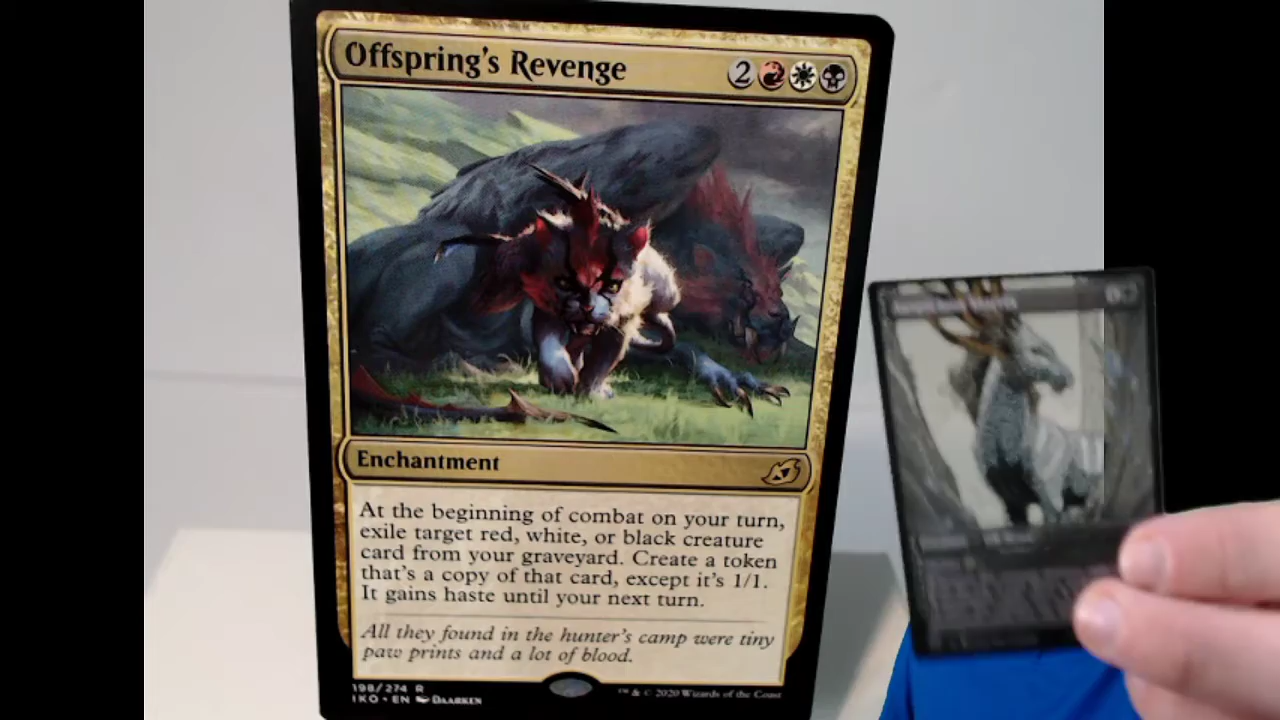 Offspring's Revenge
2
Enchantment
At the beginning of combat on your turn,
exile target red, white, or black creature
card from your graveyard. Create a token
that's a copy of that card, except it's 1/1.
It gains haste until your next turn.
All they found in the hunter's camp were tiny
paw prints and a lot of blood.
198/274 R
IKO • EN DAARKEN
™ & © 2020 Wizards of the Coast